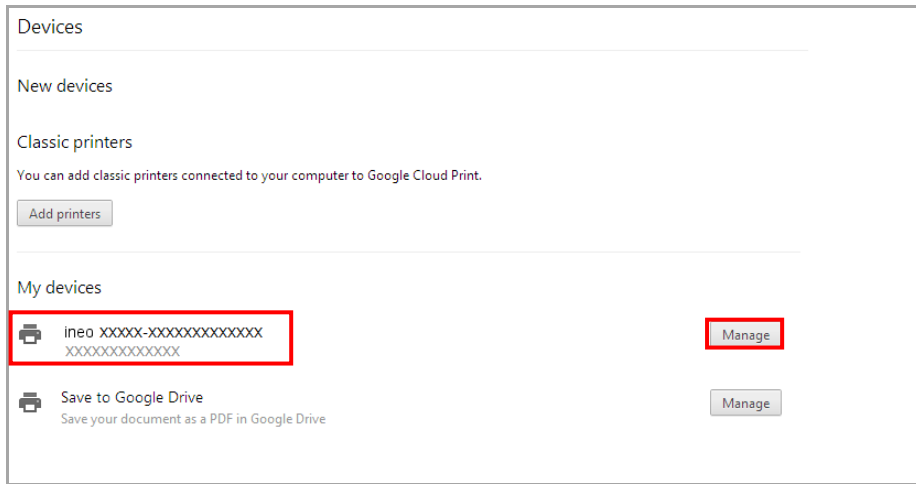 Devices
New devices
Classic printers
You can add classic printers connected to your computer to Google Cloud Print.
Add printers
My devices
ineo XXXXX-XXXXXXXXXXXXX
Manage
XXXXXXXXXXXXX
Save to Google Drive
Manage
Save your document as a PDF in Google Drive